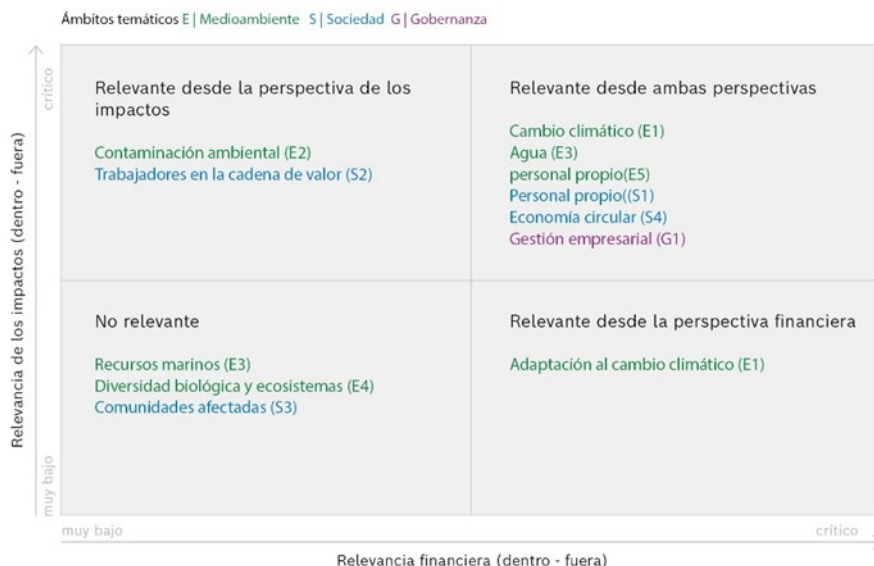 Ámbitos temáticos E | Medioambiente S | Sociedad G | Gobernanza
crítico
Relevancia de los impactos (dentro - fuera)
muy bajo
Relevante desde la perspectiva de los
impactos
Contaminación ambiental (E2)
Trabajadores en la cadena de valor (S2)
Relevante desde ambas perspectivas
Cambio climático (E1)
Agua (E3)
personal propio(E5)
Personal propio((S1)
Economía circular (S4)
Gestión empresarial (G1)
No relevante
Recursos marinos (E3)
Diversidad biológica y ecosistemas (E4)
Comunidades afectadas (S3)
Relevante desde la perspectiva financiera
Adaptación al cambio climático (E1)
muy bajo
crítico
Relevancia financiera (dentro - fuera)